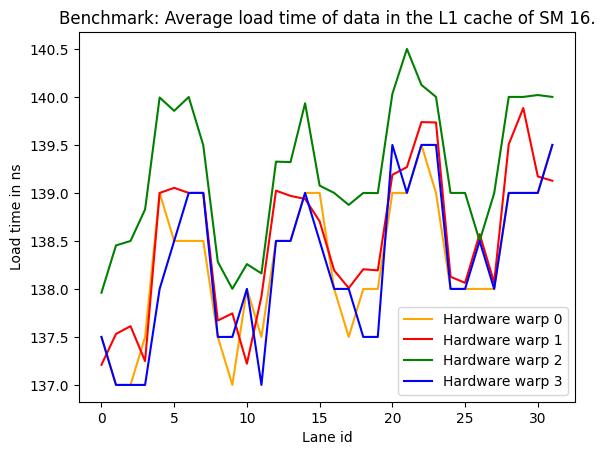 Benchmark: Average load time of data in the L1 cache of SM 16.
Load time in ns
140.5
140.0
139.5
139.0
138.5
138.0
137.5
137.0
Hardware warp 0
Hardware warp 1
Hardware warp 2
Hardware warp 3
0 5 10 15 20 25 30
Lane id